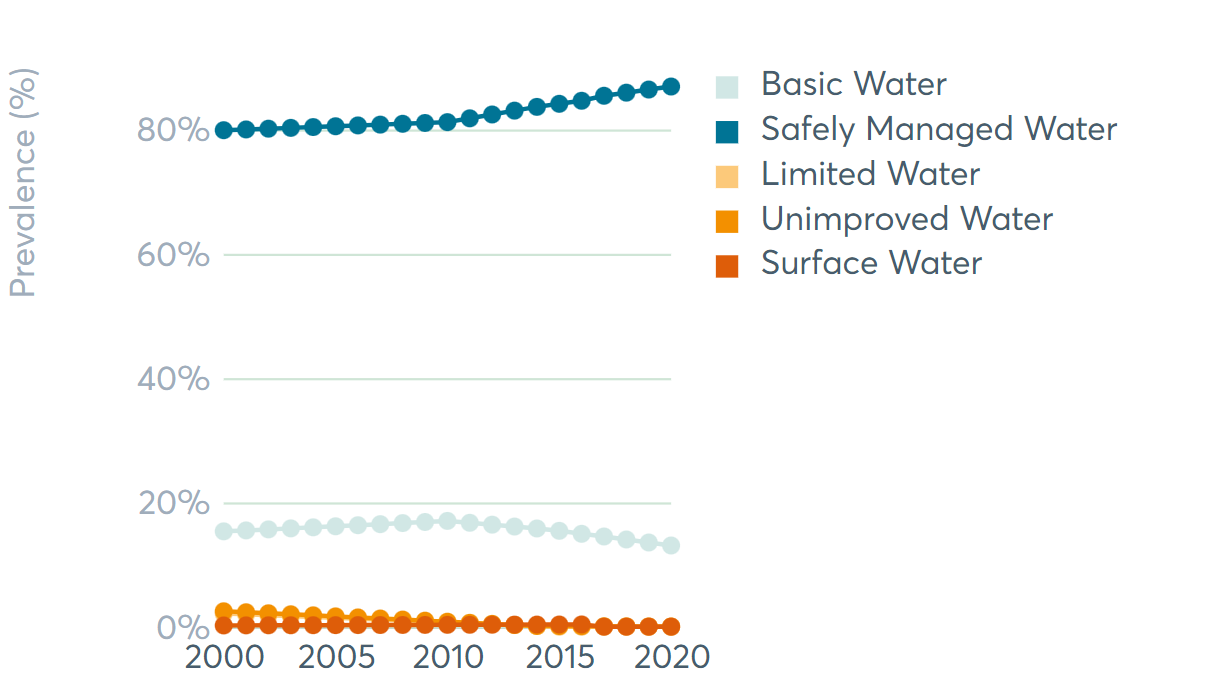 Prevalence (%)
80%
60%
40%
20%
0%
2000 2005 2010 2015 2020
Basic Water
Safely Managed Water
Limited Water
Unimproved Water
Surface Water